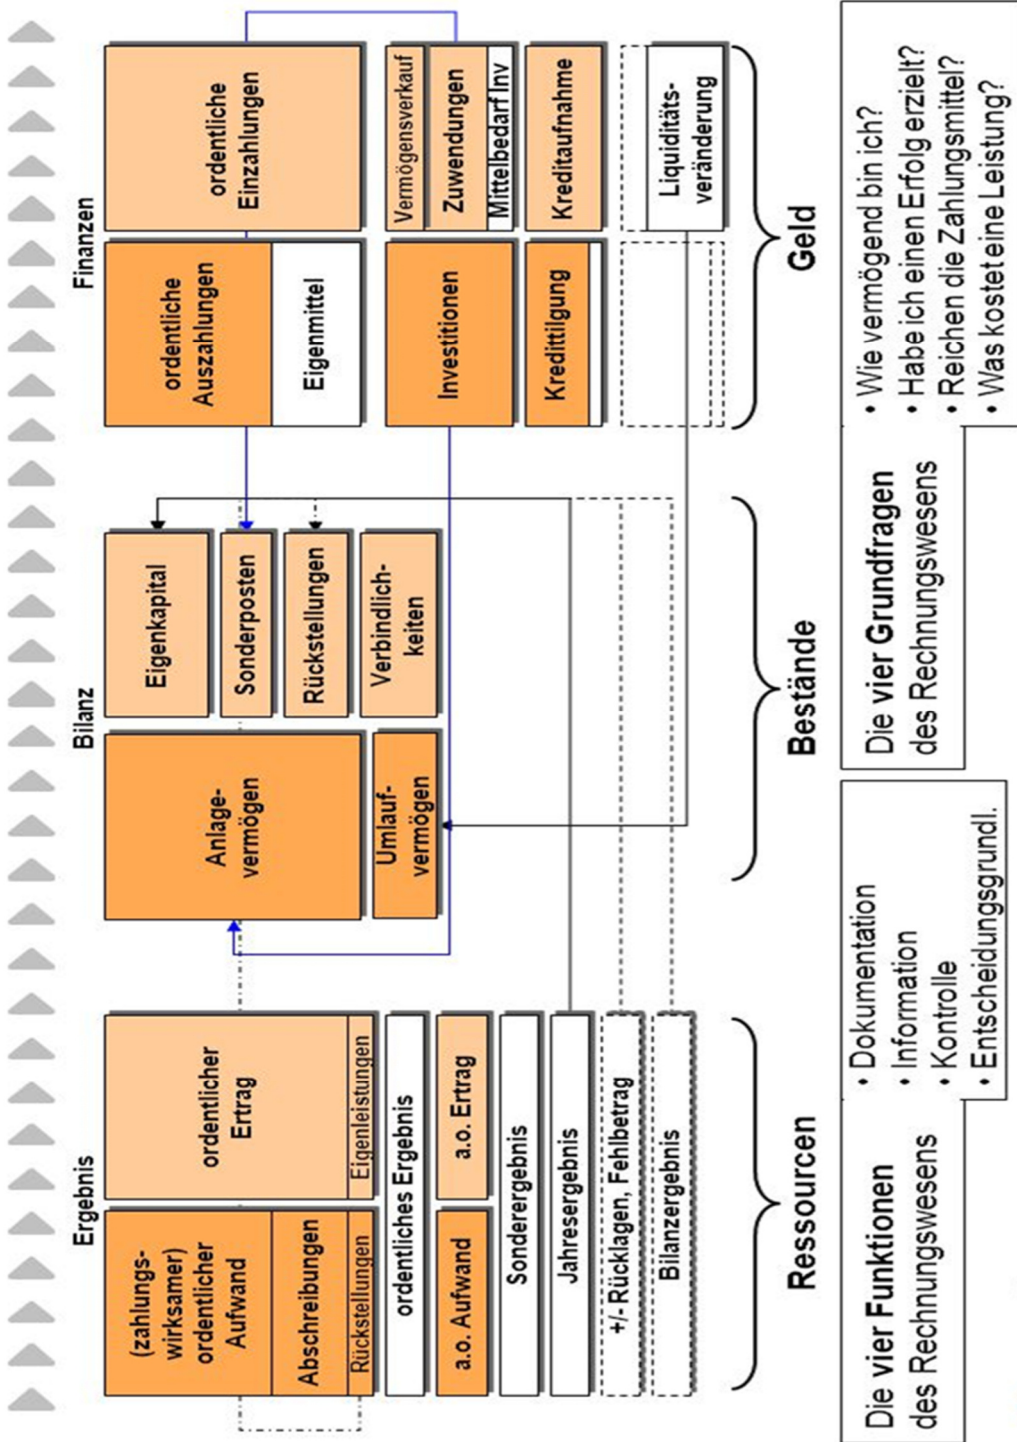 Ergebnis
(zahlungs-
wirksamer)
ordentlicher
Aufwand
Abschreibungen
Rückstellungen
ordentlicher
Ertrag
Eigenleistungen
ordentliches Ergebnis
a.o. Aufwand
a.o. Ertrag
Sonderergebnis
Jahresergebnis
+/- Rücklagen, Fehlbetrag
Bilanzergebnis
Ressourcen
Bilanz
Anlage-
vermögen
Umlauf-
vermögen
Eigenkapital
Sonderposten
Rückstellungen
Verbindlich-
keiten
Bestände
Finanzen
ordentliche
Auszahlungen
Eigenmittel
ordentliche
Einzahlungen
Investitionen
Vermögensverkauf
Zuwendungen
Mittelbedarf Inv
Kredittilgung
Kreditaufnahme
Liquiditäts-
veränderung
Geld
Die vier Funktionen
des Rechnungswesens
• Dokumentation
• Information
• Kontrolle
• Entscheidungsgrundl.
Die vier Grundfragen
des Rechnungswesens
• Wie vermögend bin ich?
• Habe ich einen Erfolg erzielt?
• Reichen die Zahlungsmittel?
• Was kostet eine Leistung?